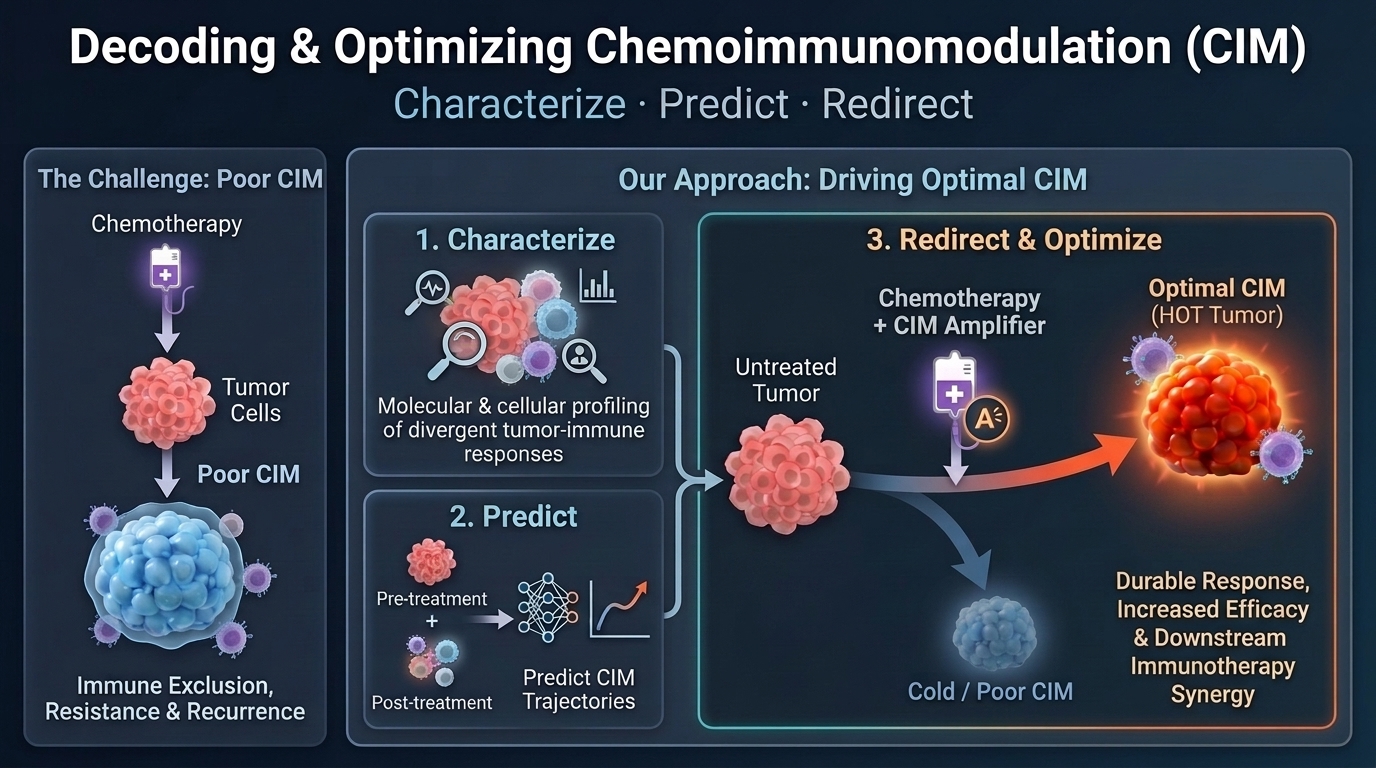 Decoding & Optimizing Chemoimmunomodulation (CIM)
Characterize · Predict · Redirect
The Challenge: Poor CIM
Chemotherapy
Tumor
Cells
Poor CIM
Immune Exclusion,
Resistance & Recurrence
Our Approach: Driving Optimal CIM
1. Characterize
Molecular & cellular profiling
of divergent tumor-immune
responses
2. Predict
Pre-treatment
+
Post-treatment
Predict CIM
Trajectories
3. Redirect & Optimize
Untreated
Tumor
Chemotherapy
+ CIM Amplifier
A
Optimal CIM
(HOT Tumor)
Cold / Poor CIM
Durable Response,
Increased Efficacy
& Downstream
Immunotherapy
Synergy